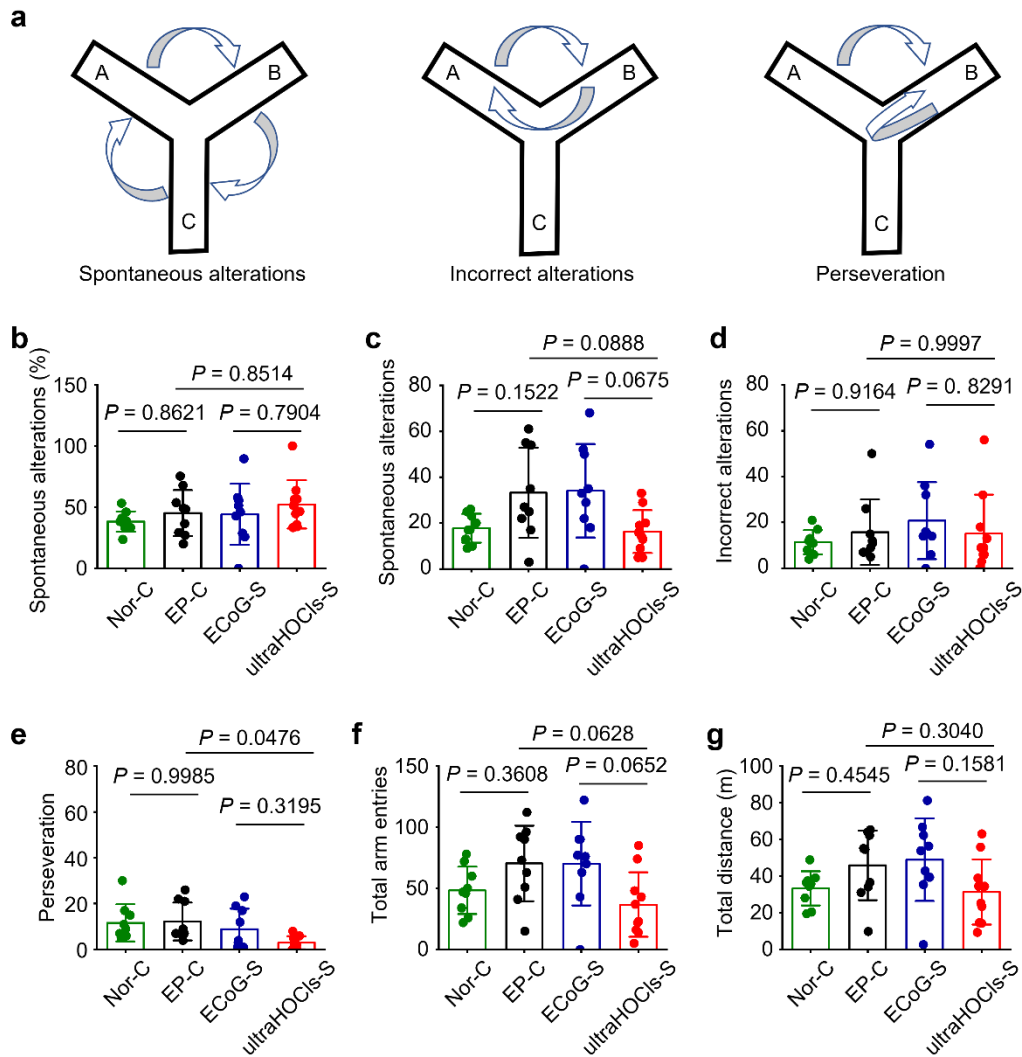 a
A
B
C
Spontaneous alterations
A
B
C
Incorrect alterations
A
B
C
Perseveration
b
Spontaneous alterations (%)
150
100
50
0
P = 0.8514
P = 0.8621
P = 0.7904
Nor-C
EP-C
ECoG-S
ultraHOCls-S
c
Spontaneous alterations
80
60
40
20
0
P = 0.0888
P = 0.1522
P = 0.0675
Nor-C
EP-C
ECoG-S
ultraHOCls-S
d
Incorrect alterations
80
60
40
20
0
P = 0.9997
P = 0.9164
P = 0. 8291
Nor-C
EP-C
ECoG-S
ultraHOCls-S
e
Perseveration
80
60
40
20
0
P = 0.0476
P = 0.9985
P = 0.3195
Nor-C
EP-C
ECoG-S
ultraHOCls-S
f
Total arm entries
150
100
50
0
P = 0.0628
P = 0.3608
P = 0.0652
Nor-C
EP-C
ECoG-S
ultraHOCls-S
g
Total distance (m)
100
80
60
40
20
0
P = 0.3040
P = 0.4545
P = 0.1581
Nor-C
EP-C
ECoG-S
ultraHOCls-S